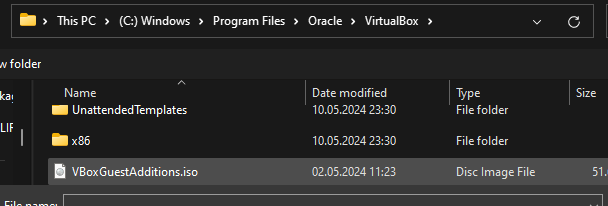 This PC > (C:) Windows > Program Files > Oracle > VirtualBox >
w folder
Name Date modified Type Size
UnattendedTemplates 10.05.2024 23:30 File folder
x86 10.05.2024 23:30 File folder
VBoxGuestAdditions.iso 02.05.2024 11:23 Disc Image File 51.
File name: